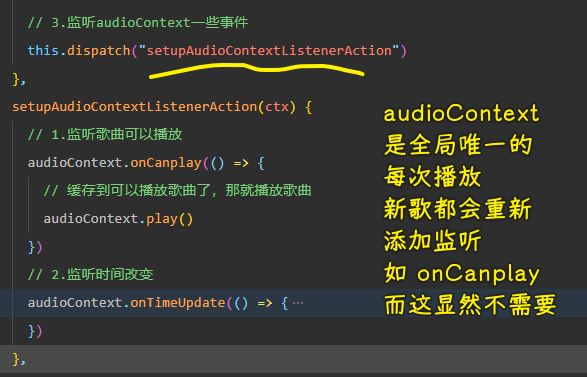 // 3.监听audioContext一些事件
this.dispatch("setupAudioContextListenerAction")
},
setupAudioContextListenerAction(ctx) {
// 1.监听歌曲可以播放
audioContext.onCanplay(() => {
// 缓存到可以播放歌曲了, 那就播放歌曲
audioContext.play()
})
// 2.监听时间改变
audioContext.onTimeUpdate(() => {…
})
},
audioContext
是全局唯一的
每次播放
新歌都会重新
添加监听
如 onCanplay
而这显然不需要